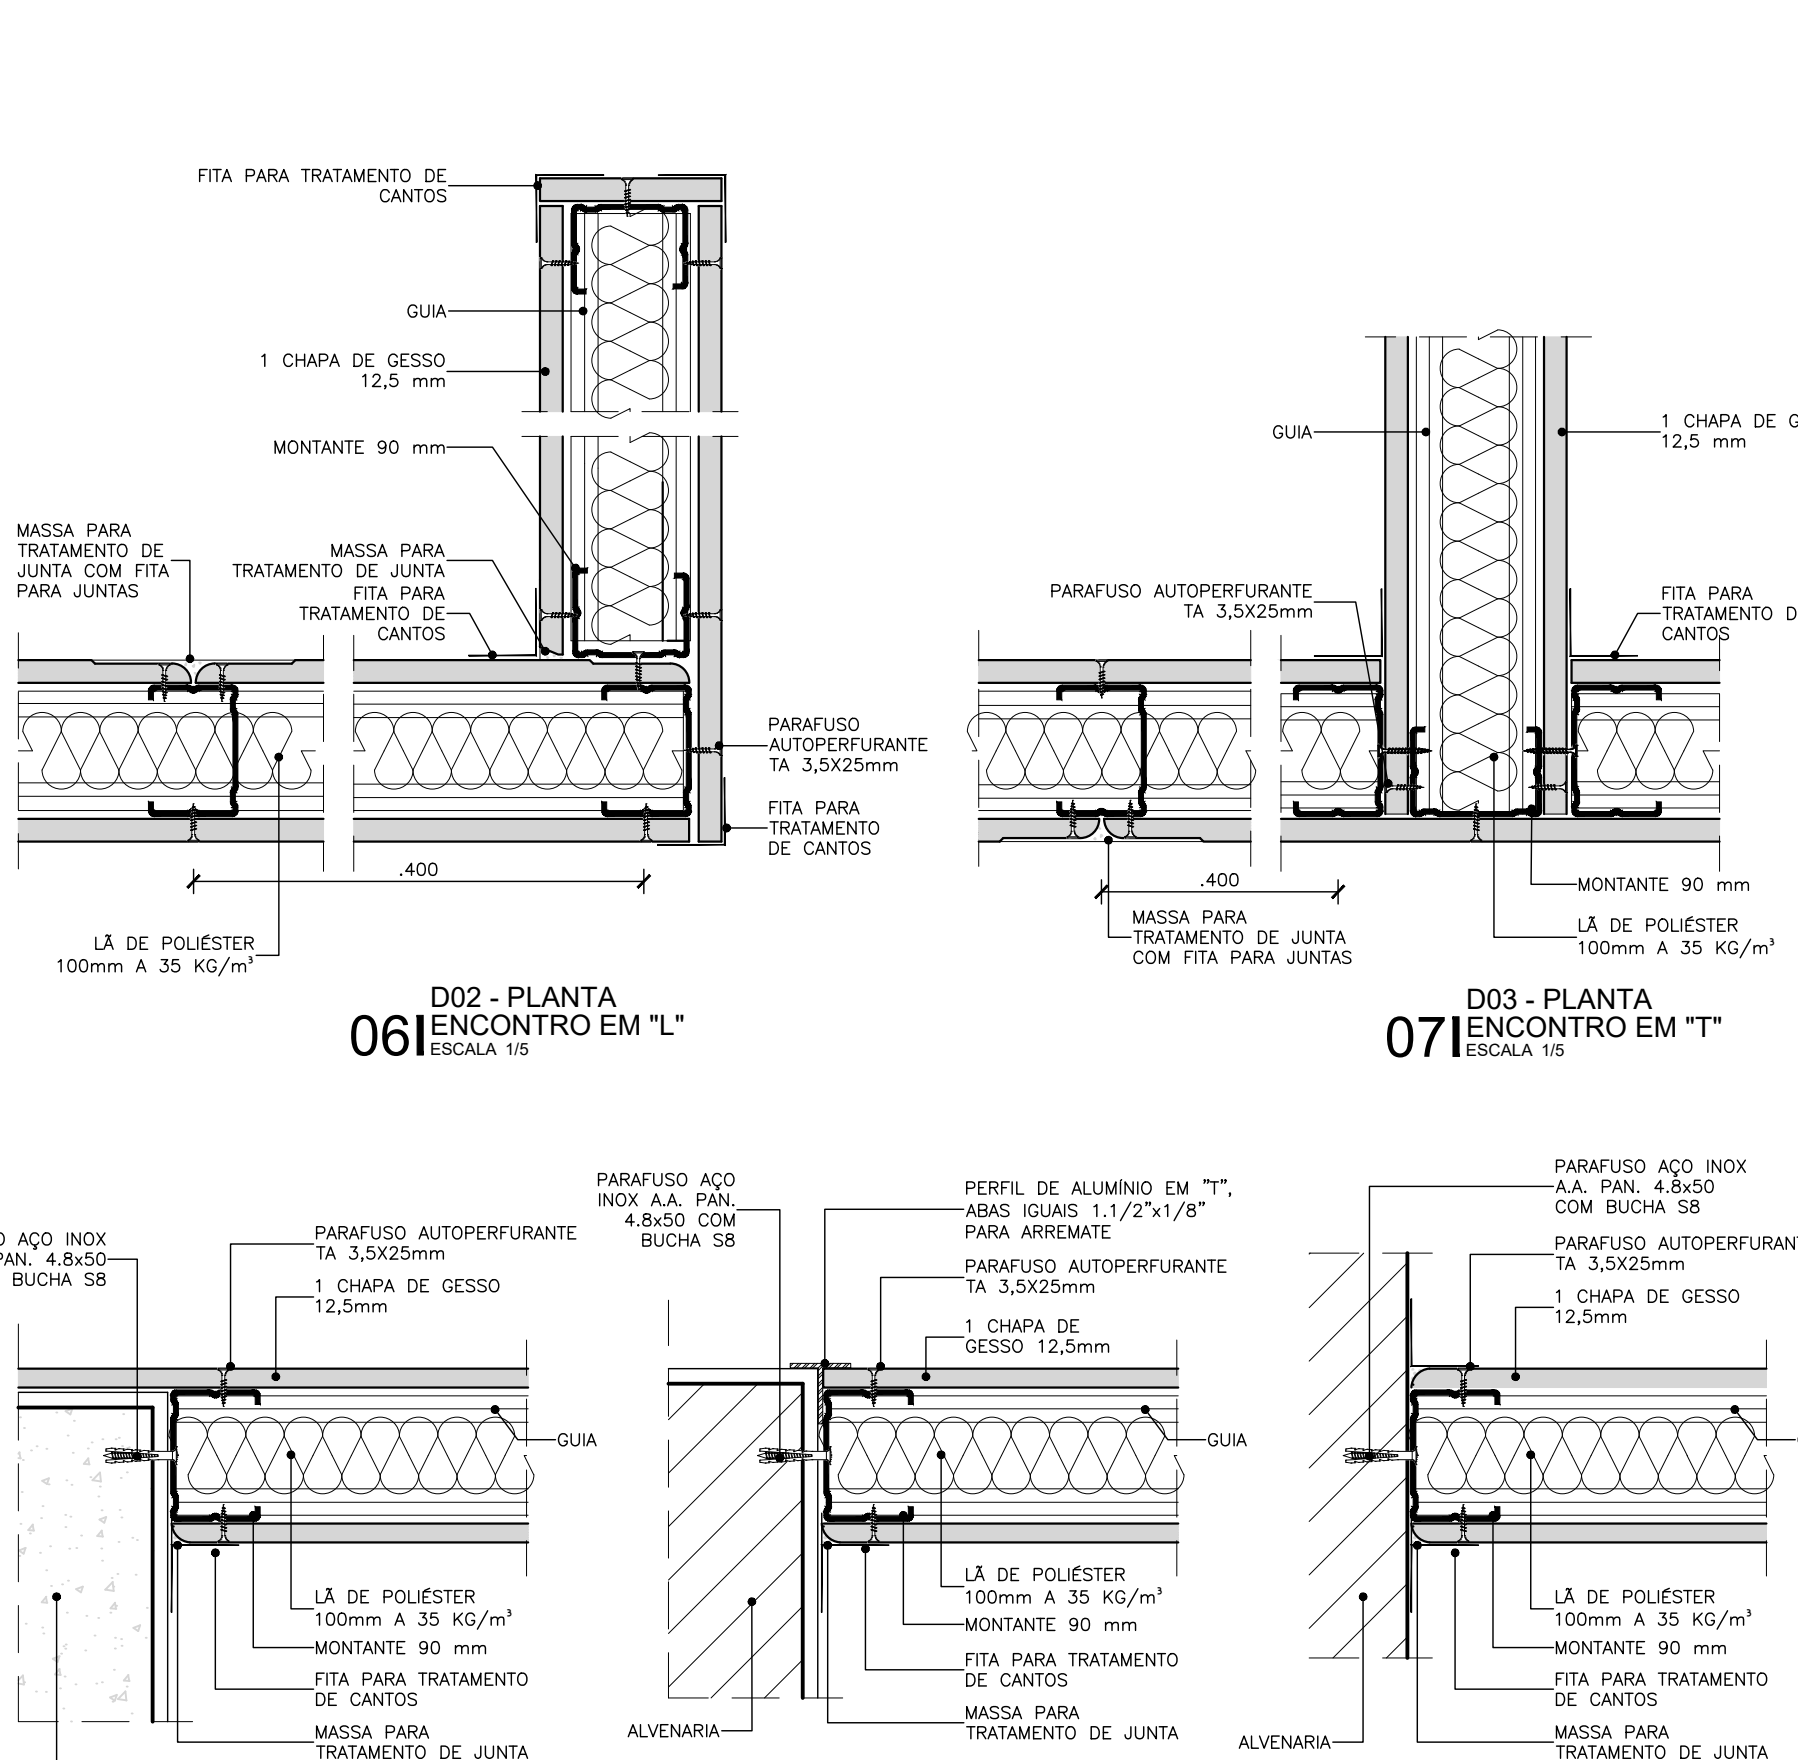 FITA PARA TRATAMENTO DE
CANTOS
GUIA
1 CHAPA DE GESSO
12,5 mm
MONTANTE 90 mm
MASSA PARA
TRATAMENTO DE
JUNTA COM FITA
PARA JUNTAS
MASSA PARA
TRATAMENTO DE JUNTA
FITA PARA
TRATAMENTO DE
CANTOS
PARAFUSO
AUTOPERFURANTE
TA 3,5X25mm
FITA PARA
TRATAMENTO
DE CANTOS
.400
LÃ DE POLIÉSTER
100mm A 35 KG/m³
06
D02 - PLANTA
ENCONTRO EM "L"
ESCALA 1/5
GUIA
1 CHAPA DE G
12,5 mm
PARAFUSO AUTOPERFURANTE
TA 3,5X25mm
FITA PARA
TRATAMENTO D
CANTOS
.400
MASSA PARA
TRATAMENTO DE JUNTA
COM FITA PARA JUNTAS
MONTANTE 90 mm
LÃ DE POLIÉSTER
100mm A 35 KG/m³
07
D03 - PLANTA
ENCONTRO EM "T"
ESCALA 1/5
O AÇO INOX
PAN. 4.8x50
BUCHA S8
PARAFUSO AUTOPERFURANTE
TA 3,5X25mm
1 CHAPA DE GESSO
12,5mm
GUIA
LÃ DE POLIÉSTER
100mm A 35 KG/m³
MONTANTE 90 mm
FITA PARA TRATAMENTO
DE CANTOS
MASSA PARA
TRATAMENTO DE JUNTA
PARAFUSO AÇO
INOX A.A. PAN.
4.8x50 COM
BUCHA S8
PERFIL DE ALUMÍNIO EM "T",
ABAS IGUAIS 1.1/2"x1/8"
PARA ARREMATE
PARAFUSO AUTOPERFURANTE
TA 3,5X25mm
1 CHAPA DE
GESSO 12,5mm
GUIA
LÃ DE POLIÉSTER
100mm A 35 KG/m³
MONTANTE 90 mm
FITA PARA TRATAMENTO
DE CANTOS
MASSA PARA
TRATAMENTO DE JUNTA
ALVENARIA
PARAFUSO AÇO INOX
A.A. PAN. 4.8x50
COM BUCHA S8
PARAFUSO AUTOPERFURANT
TA 3,5X25mm
1 CHAPA DE GESSO
12,5mm
LÃ DE POLIÉSTER
100mm A 35 KG/m³
MONTANTE 90 mm
FITA PARA TRATAMENTO
DE CANTOS
MASSA PARA
TRATAMENTO DE JUNTA
ALVENARIA